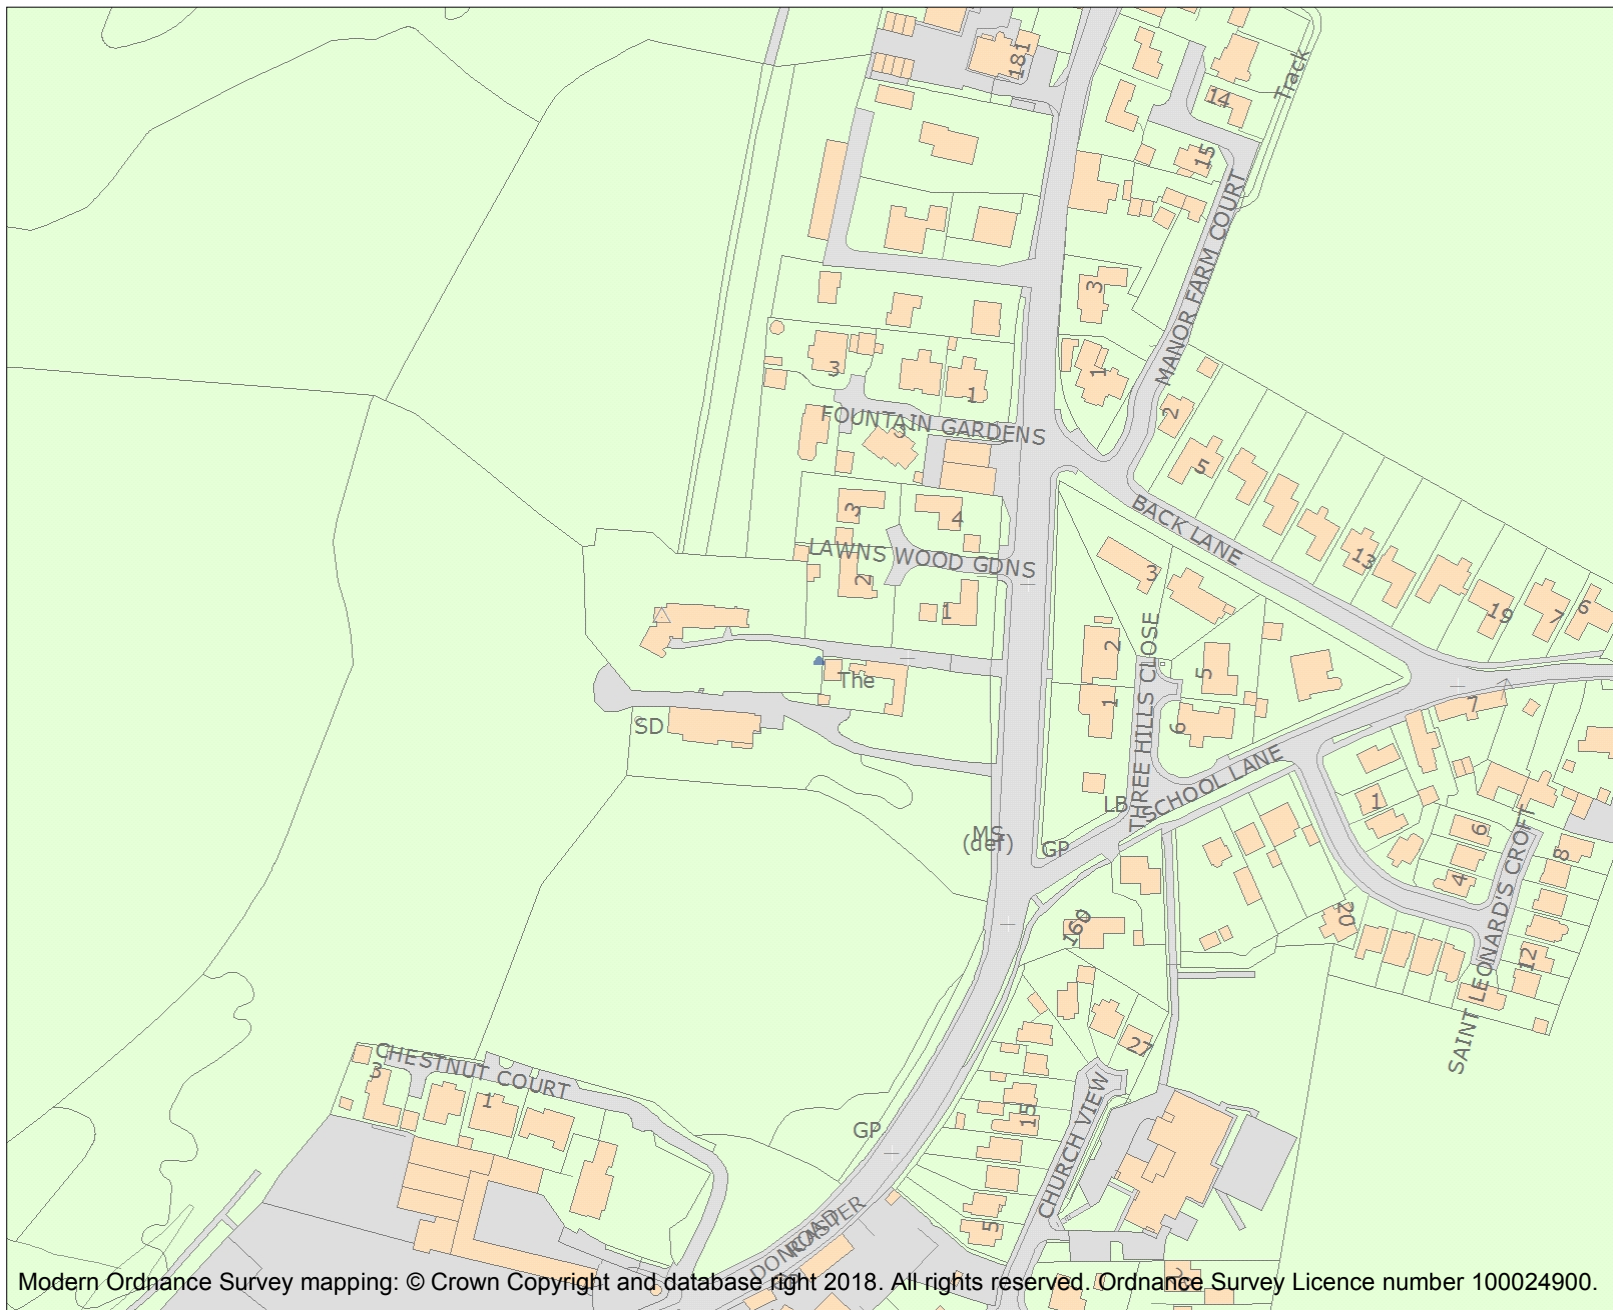 181
Track
14
15
MANOR FARM COURT
3
1
3
1
2
FOUNTAIN GARDENS
3
5
BACK LANE
3
4
13
LAWNS WOOD GDNS
2
1
3
19
7
6
THREE HILLS CLOSE
2
5
The
1
7
6
SD
SCHOOL LANE
LB
1
MS
(def)
GP
6
8
4
SAINT LEONARD'S CROFT
160
20
12
27
CHESTNUT COURT
3
1
15
GP
CHURCH VIEW
5
DONCASTER
ROAD
2
Modern Ordnance Survey mapping: © Crown Copyright and database right 2018. All rights reserved. Ordnance Survey Licence number 100024900.